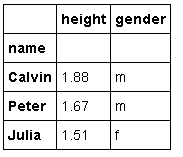 height gender
name
Calvin 1.88 m
Peter 1.67 m
Julia 1.51 f